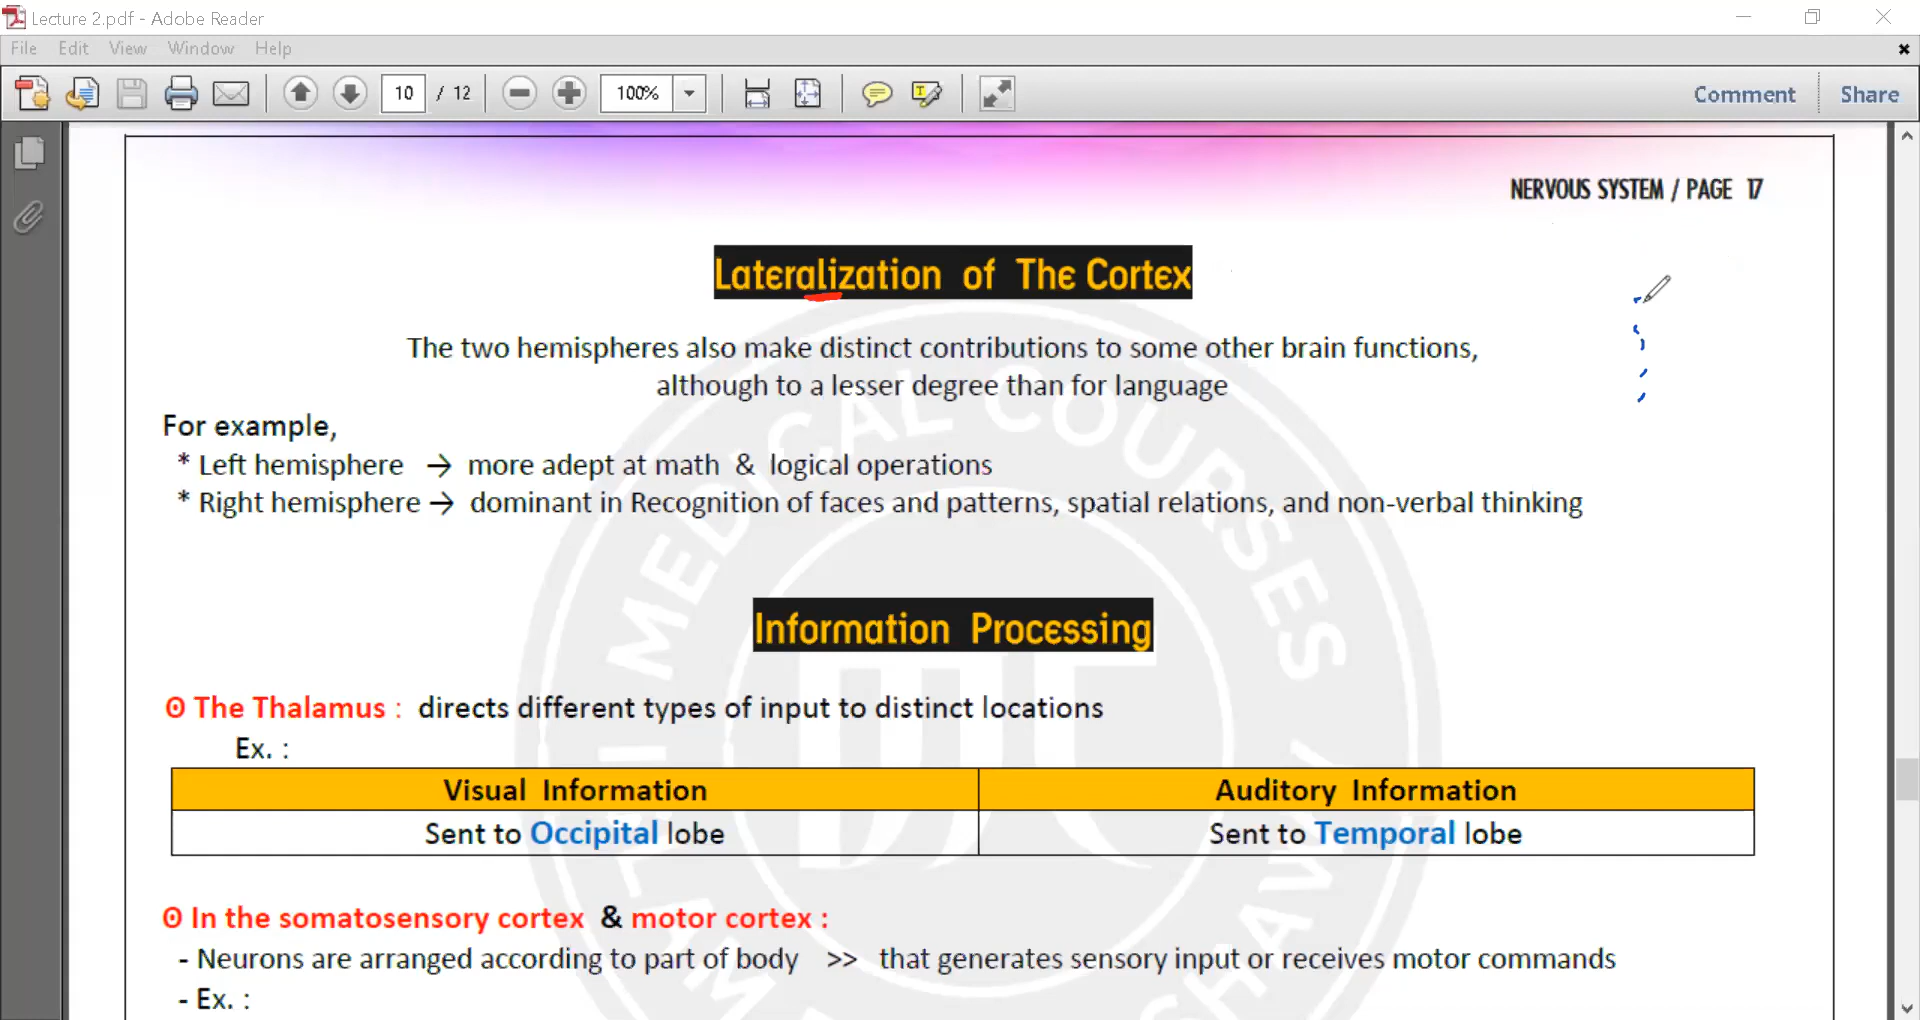 Lecture 2.pdf - Adobe Reader
File Edit View Window Help
10 / 12 100% Comment Share
NERVOUS SYSTEM / PAGE 17
Lateralization of The Cortex
The two hemispheres also make distinct contributions to some other brain functions,
although to a lesser degree than for language
For example,
* Left hemisphere → more adept at math & logical operations
* Right hemisphere → dominant in Recognition of faces and patterns, spatial relations, and non-verbal thinking
Information Processing
ʘ The Thalamus : directs different types of input to distinct locations
Ex. :
Visual Information Auditory Information
Sent to Occipital lobe Sent to Temporal lobe
ʘ In the somatosensory cortex & motor cortex :
- Neurons are arranged according to part of body >> that generates sensory input or receives motor commands
- Ex. :
MEDICAL COURSES